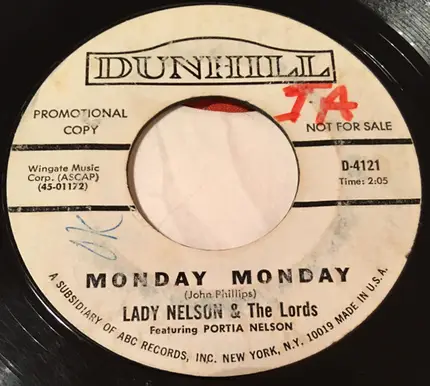 DUNHILL
PROMOTIONAL
COPY
JA
NOT FOR SALE
Wingate Music
Corp. (ASCAP)
(45-01172)
D-4121
Time: 2:05
OK
MONDAY MONDAY
(John Phillips)
LADY NELSON & The Lords
Featuring PORTIA NELSON
A SUBSIDIARY OF ABC RECORDS, INC. NEW YORK, N.Y. 10019 MADE IN U.S.A.